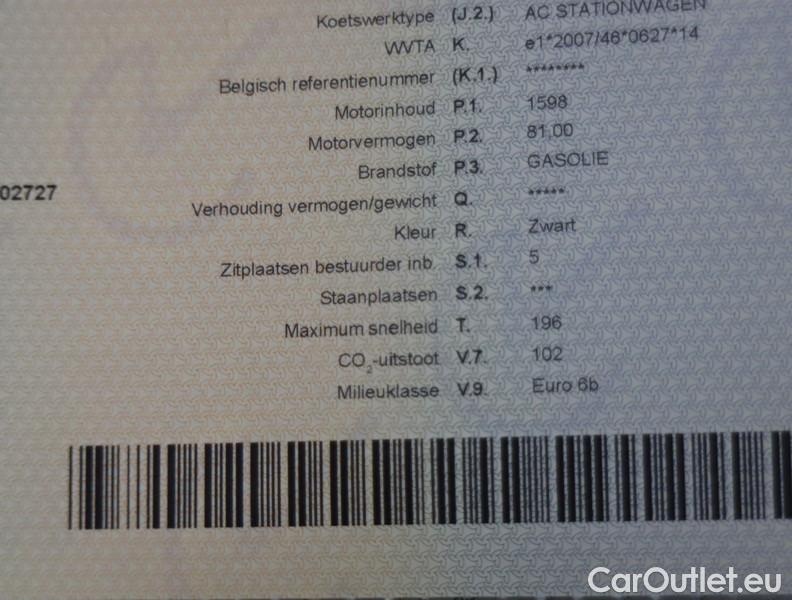 Koetswerktype (J.2.) AC STATIONWAGEN
WVTA K. e1*2007/46*0627*14
Belgisch referentienummer (K.1.) ********
Motorinhoud P.1. 1598
Motorvermogen P.2. 81,00
Brandstof P.3. GASOLIE
02727
Verhouding vermogen/gewicht Q. *****
Kleur R. Zwart
Zitplaatsen bestuurder inb. S.1. 5
Staanplaatsen S.2. ***
Maximum snelheid T. 196
CO2-uitstoot V.7. 102
Milieuklasse V.9. Euro 6b
CarOutlet.eu